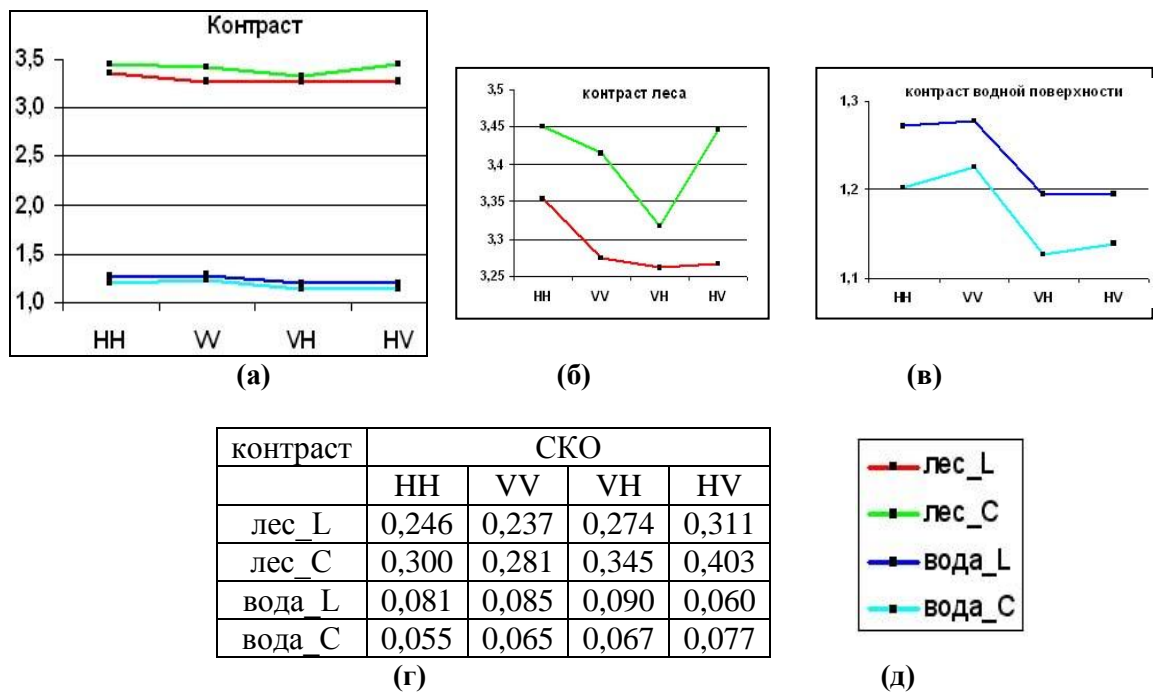 Контраст
3,5
3,0
2,5
2,0
1,5
1,0
HH VV VH HV
(а)
контраст леса
3,5
3,45
3,4
3,35
3,3
3,25
HH VV VH HV
(б)
контраст водной поверхности
1,3
1,2
1,1
HH VV VH HV
(в)
контраст СКО
HH VV VH HV
лес_L 0,246 0,237 0,274 0,311
лес_C 0,300 0,281 0,345 0,403
вода_L 0,081 0,085 0,090 0,060
вода_C 0,055 0,065 0,067 0,077
(г)
лес_L
лес_C
вода_L
вода_C
(д)